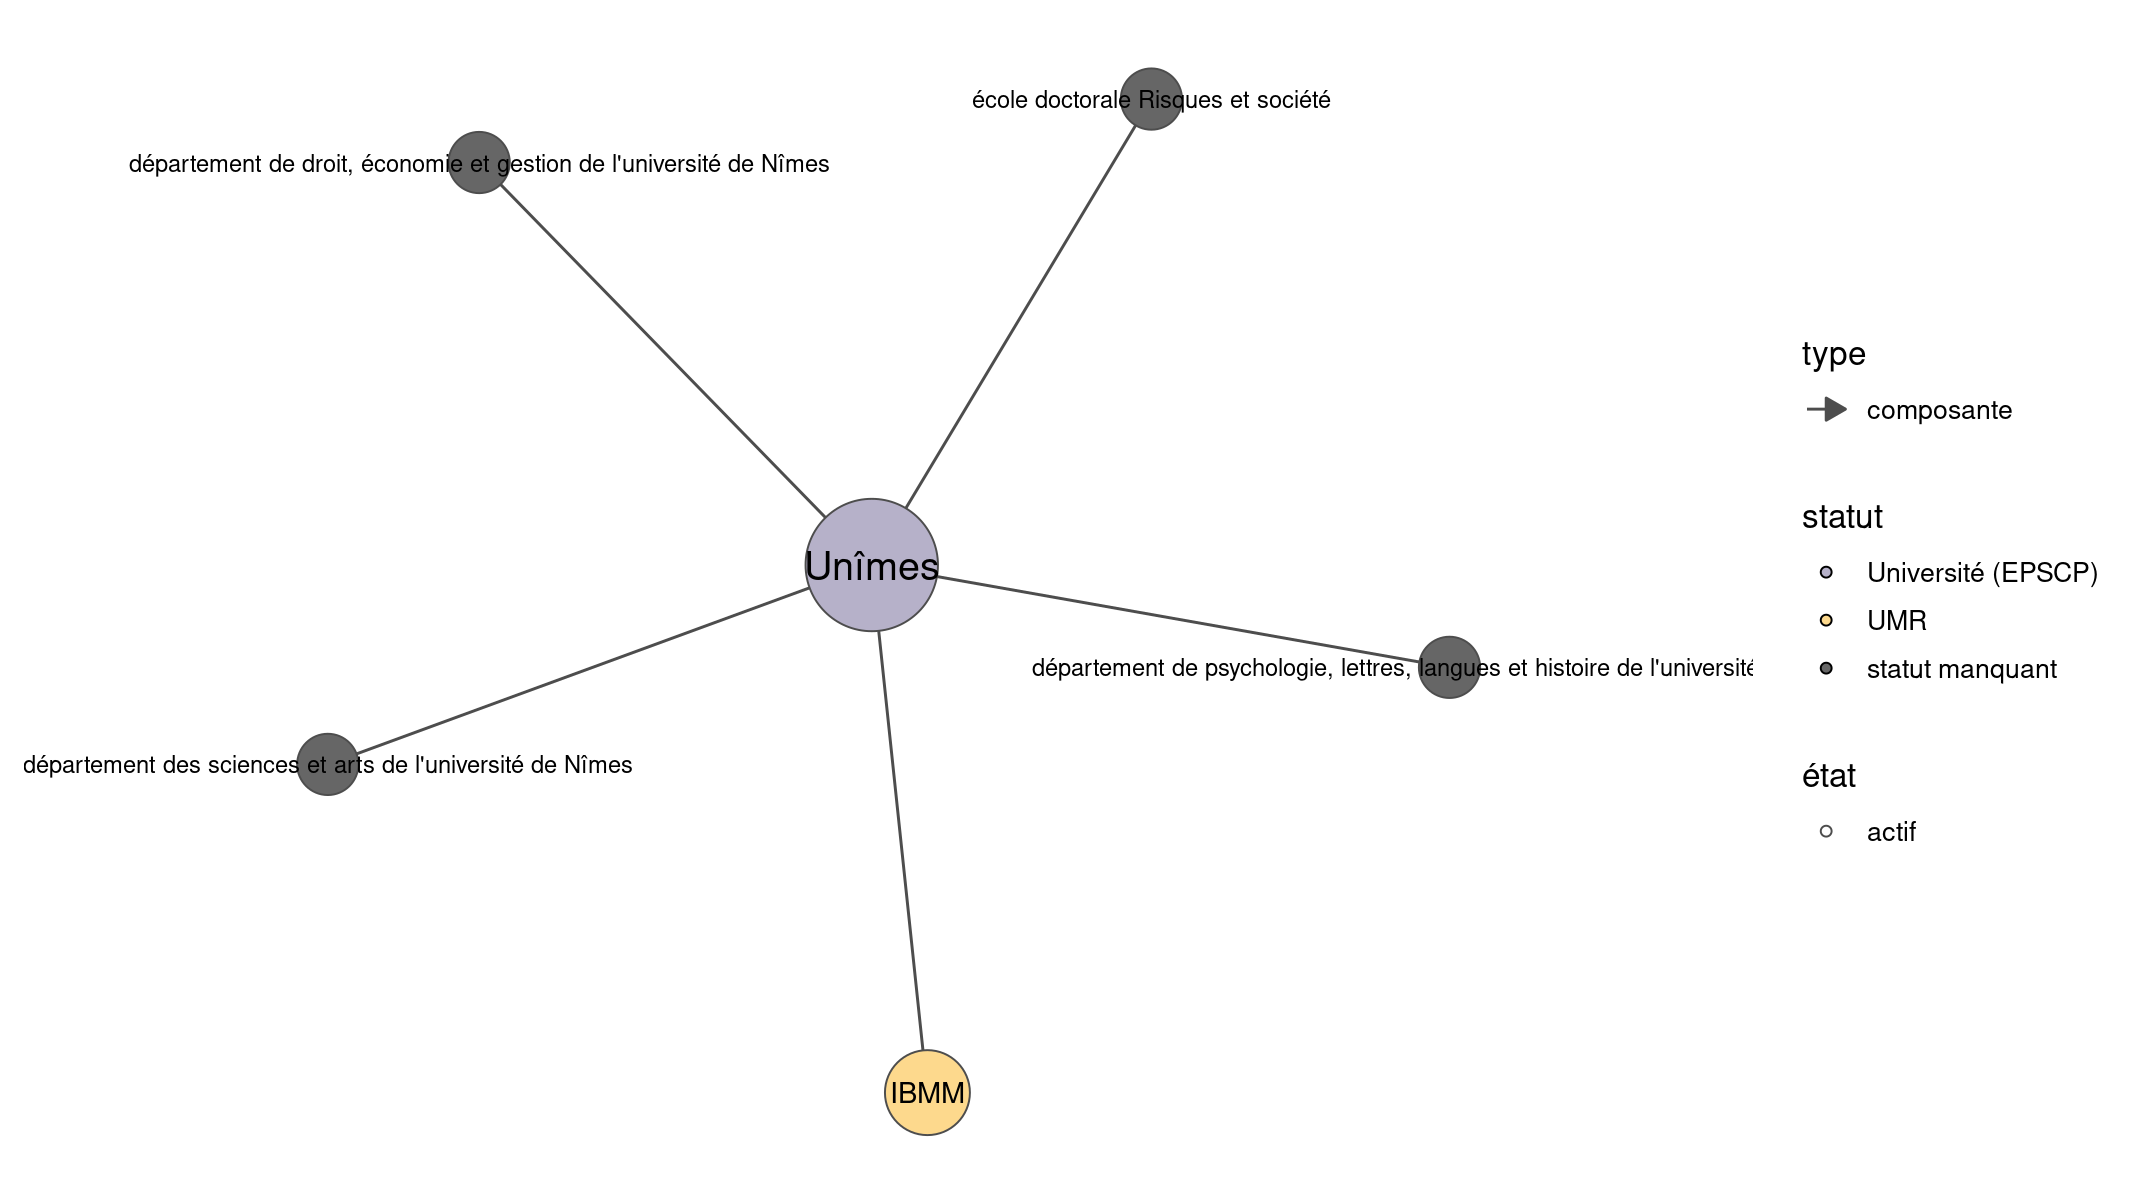 école doctorale Risques et société
département de droit, économie et gestion de l'université de Nîmes
Unîmes
département de psychologie, lettres, langues et histoire de l'université
département des sciences et arts de l'université de Nîmes
IBMM
type
composante
statut
Université (EPSCP)
UMR
statut manquant
état
actif